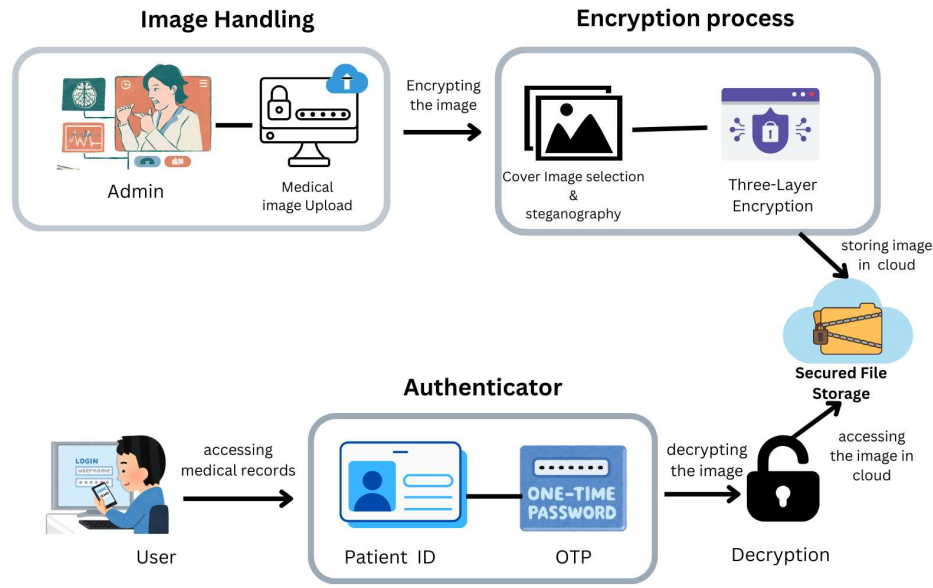 Image Handling
Encryption process
Admin
Medical
image Upload
Encrypting
the image
Cover Image selection
&
steganography
Three-Layer
Encryption
storing image
in cloud
Secured File
Storage
Authenticator
LOGIN
username
User
accessing
medical records
Patient ID
ONE-TIME
PASSWORD
OTP
decrypting
the image
Decryption
accessing
the image in
cloud